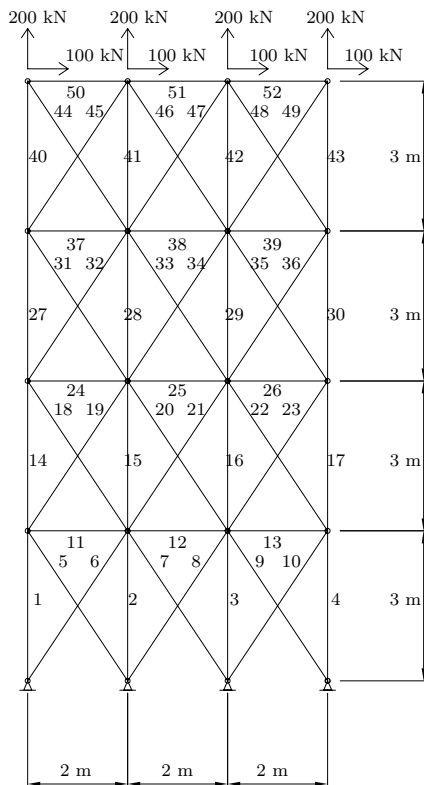 200 kN 200 kN 200 kN 200 kN
100 kN 100 kN 100 kN 100 kN
50 51 52
44 45 46 47 48 49
40 41 42 43 3 m
37 38 39
31 32 33 34 35 36
27 28 29 30 3 m
24 25 26
18 19 20 21 22 23
14 15 16 17 3 m
11 12 13
5 6 7 8 9 10
1 2 3 4 3 m
2 m 2 m 2 m